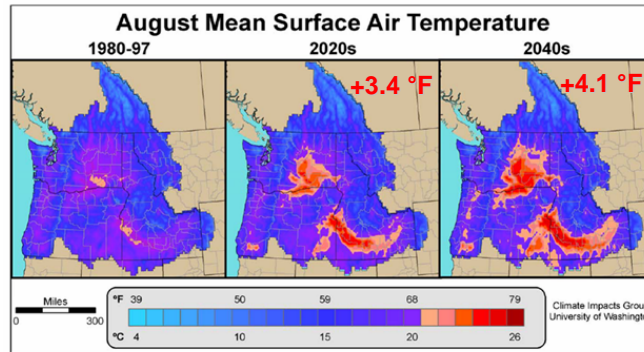 August Mean Surface Air Temperature
1980-97
2020s
2040s
+3.4 °F
+4.1 °F
Miles
0 300
°F 39 50 59 68 79
°C 4 10 15 20 26
Climate Impacts Grou
University of Washingto